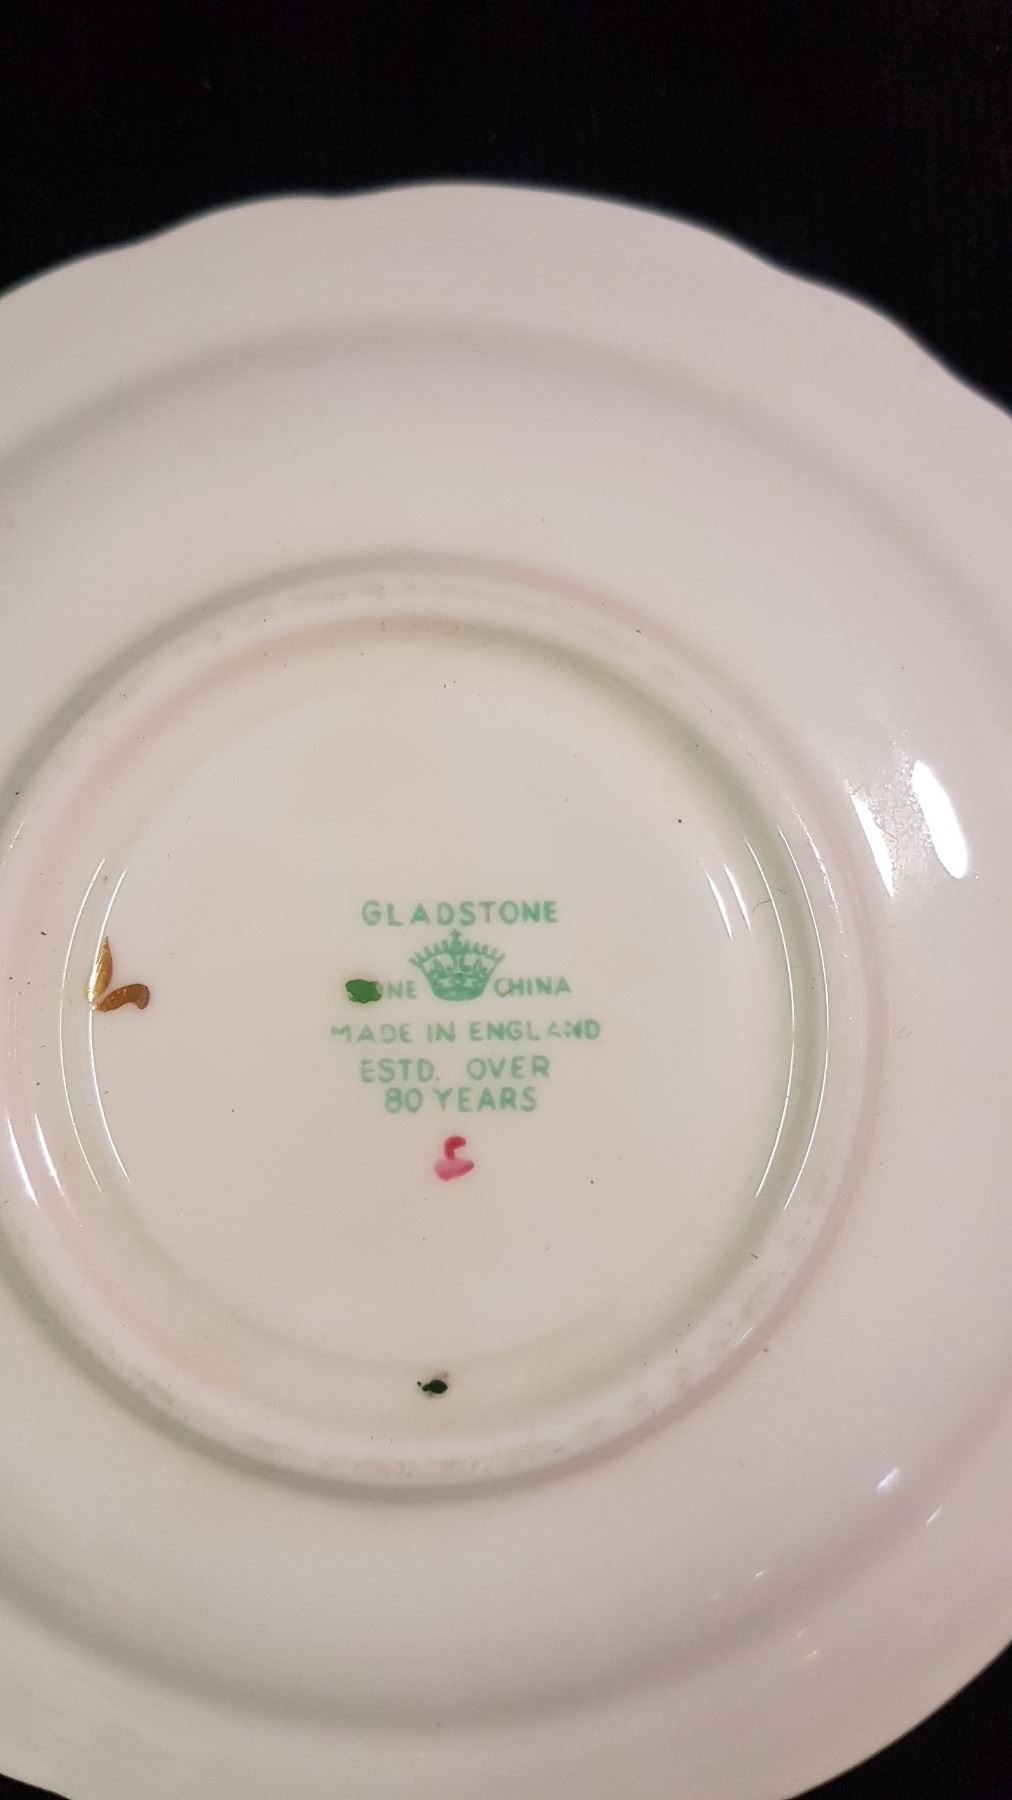 GLADSTONE
CHINA
MADE IN ENGLAND
ESTD. OVER
80 YEARS